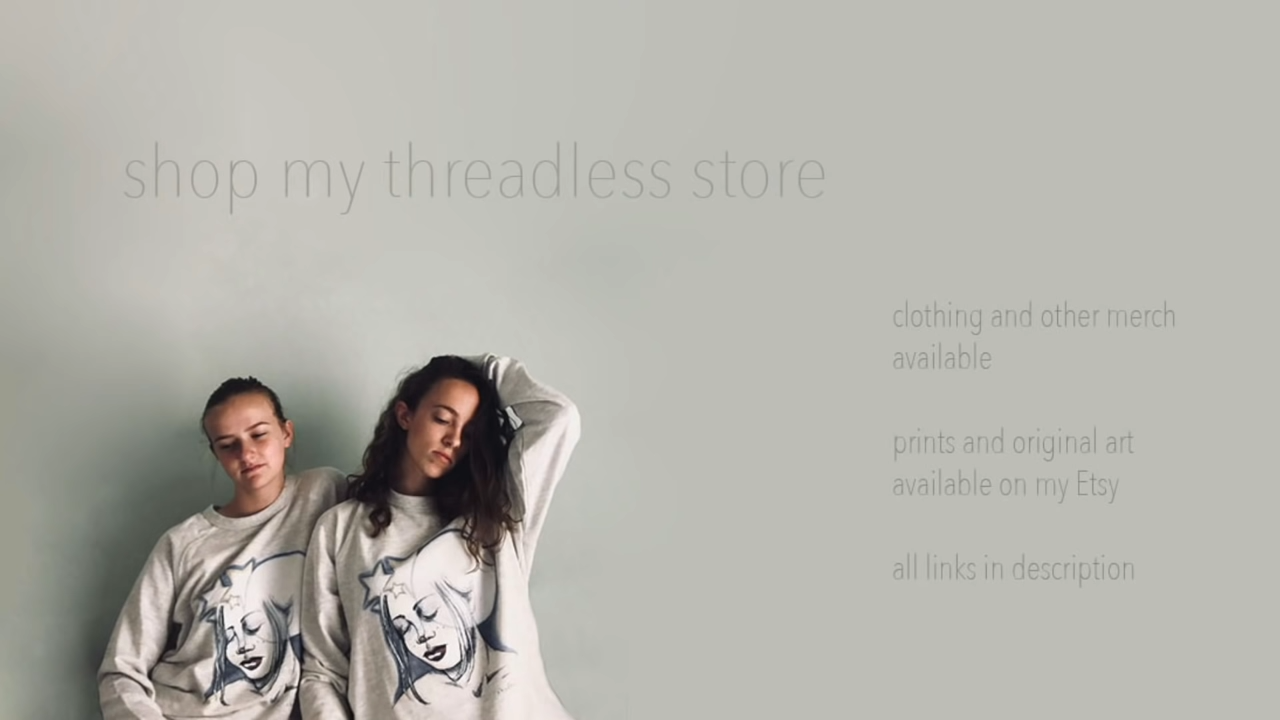 shop my threadless store
clothing and other merch
available
prints and original art
available on my Etsy
all links in description